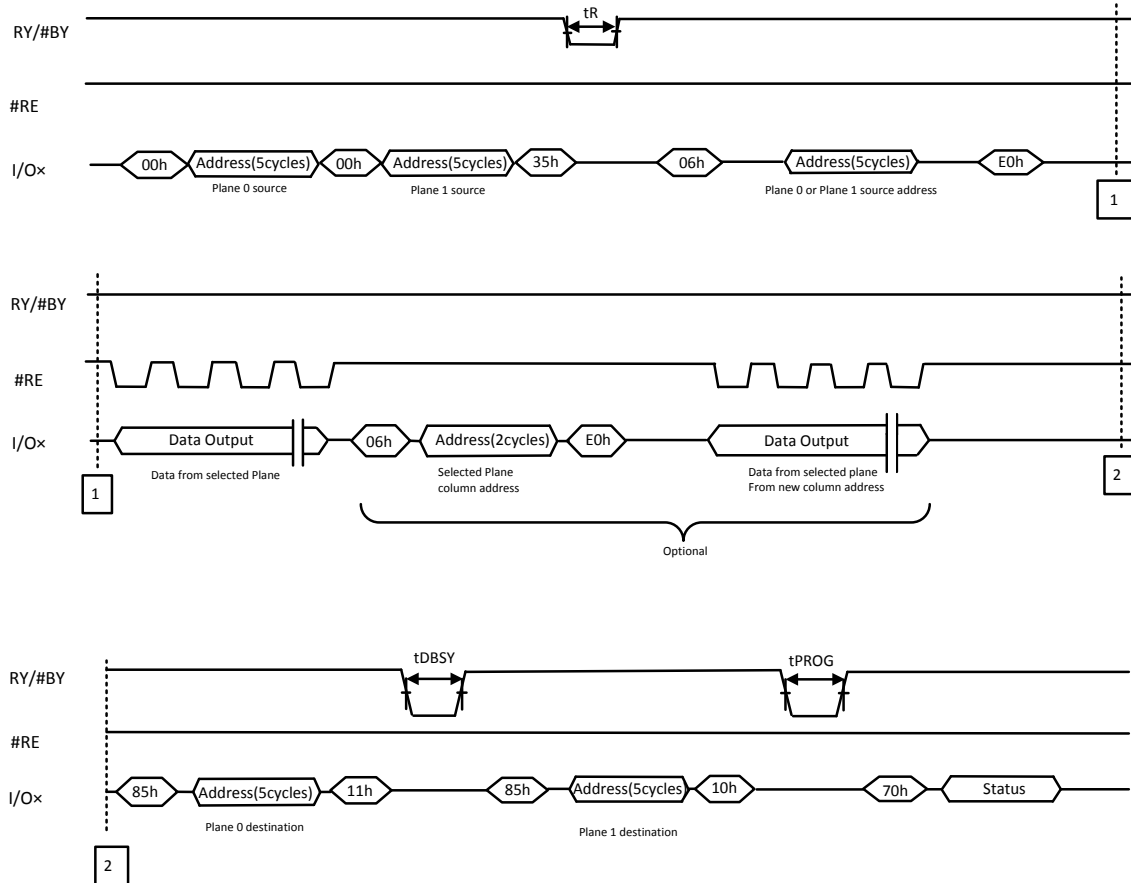 tR
RY/#BY
#RE
I/O×
00h Address(5cycles) 00h Address(5cycles) 35h 06h Address(5cycles) E0h
Plane 0 source Plane 1 source Plane 0 or Plane 1 source address
1
RY/#BY
#RE
I/O×
Data Output 06h Address(2cycles) E0h Data Output
Data from selected Plane
Selected Plane
column address
Data from selected plane
From new column address
1
2
Optional
tDBSY tPROG
RY/#BY
#RE
I/O×
85h Address(5cycles) 11h 85h Address(5cycles) 10h 70h Status
Plane 0 destination Plane 1 destination
2